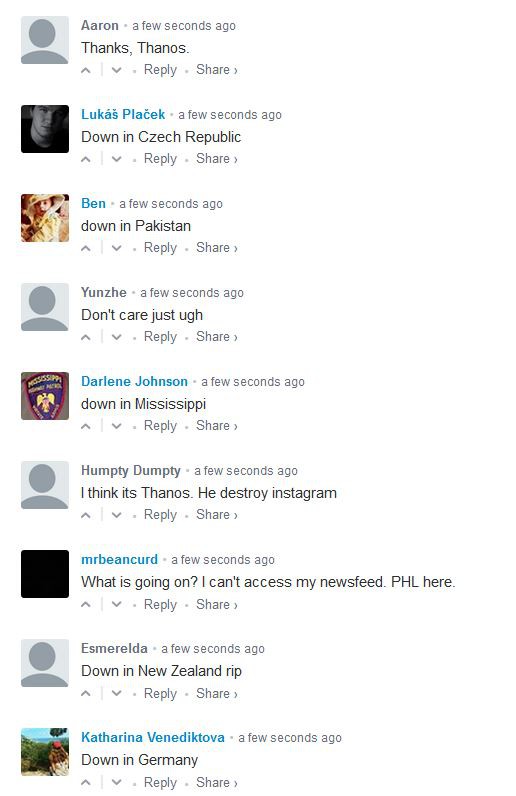 Aaron • a few seconds ago
Thanks, Thanos.
Reply • Share ›
Lukáš Plaček • a few seconds ago
Down in Czech Republic
Reply • Share ›
Ben • a few seconds ago
down in Pakistan
Reply • Share ›
Yunzhe • a few seconds ago
Don't care just ugh
Reply • Share ›
MISSISSIPPI
HIGHWAY PATROL
Darlene Johnson • a few seconds ago
down in Mississippi
Reply • Share ›
Humpty Dumpty • a few seconds ago
I think its Thanos. He destroy instagram
Reply • Share ›
mrbeancurd • a few seconds ago
What is going on? I can't access my newsfeed. PHL here.
Reply • Share ›
Esmerelda • a few seconds ago
Down in New Zealand rip
Reply • Share ›
Katharina Venediktova • a few seconds ago
Down in Germany
Reply • Share ›